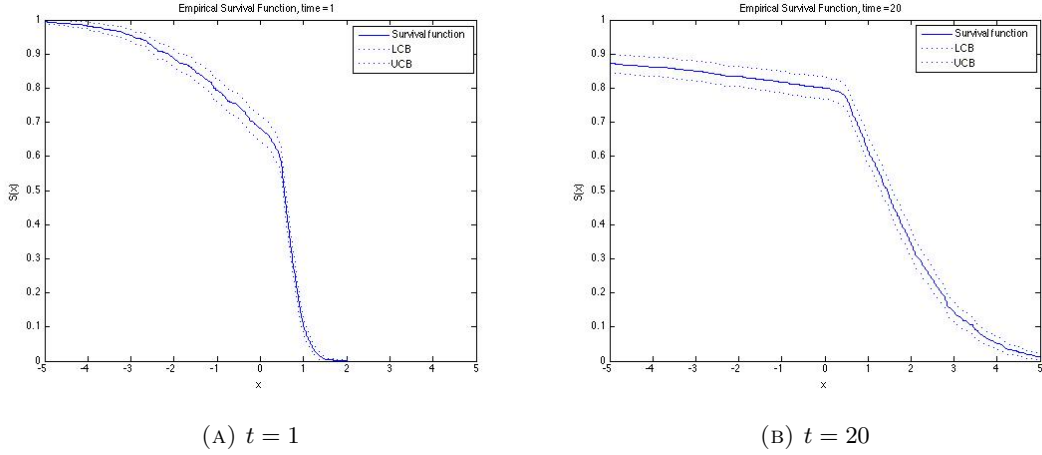 Empirical Survival Function, time = 1
Survival function
LCB
UCB
S(x)
1
0.9
0.8
0.7
0.6
0.5
0.4
0.3
0.2
0.1
0
-5 -4 -3 -2 -1 0 1 2 3 4 5
x
(A) t = 1
Empirical Survival Function, time = 20
Survival function
LCB
UCB
S(x)
1
0.9
0.8
0.7
0.6
0.5
0.4
0.3
0.2
0.1
0
-5 -4 -3 -2 -1 0 1 2 3 4 5
x
(B) t = 20